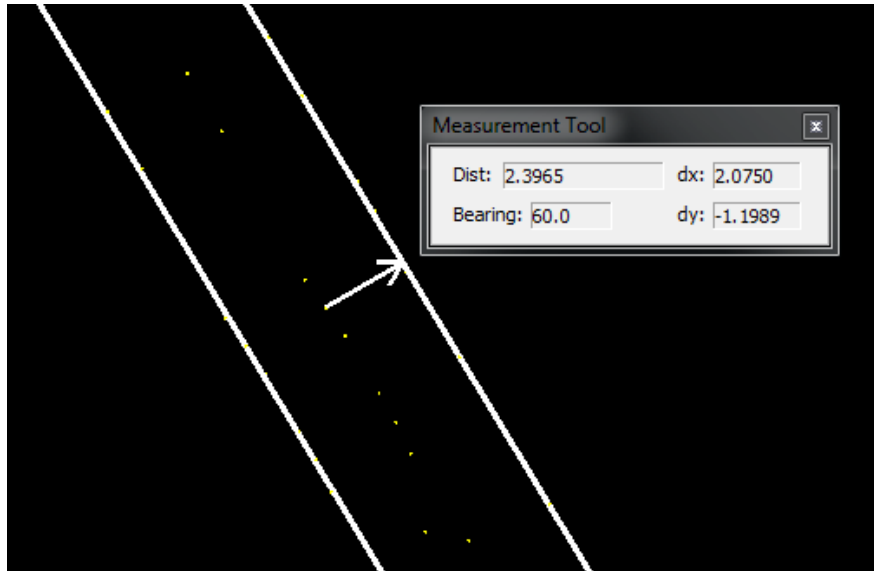 Measurement Tool
Dist: 2.3965 dx: 2.0750
Bearing: 60.0 dy: -1.1989